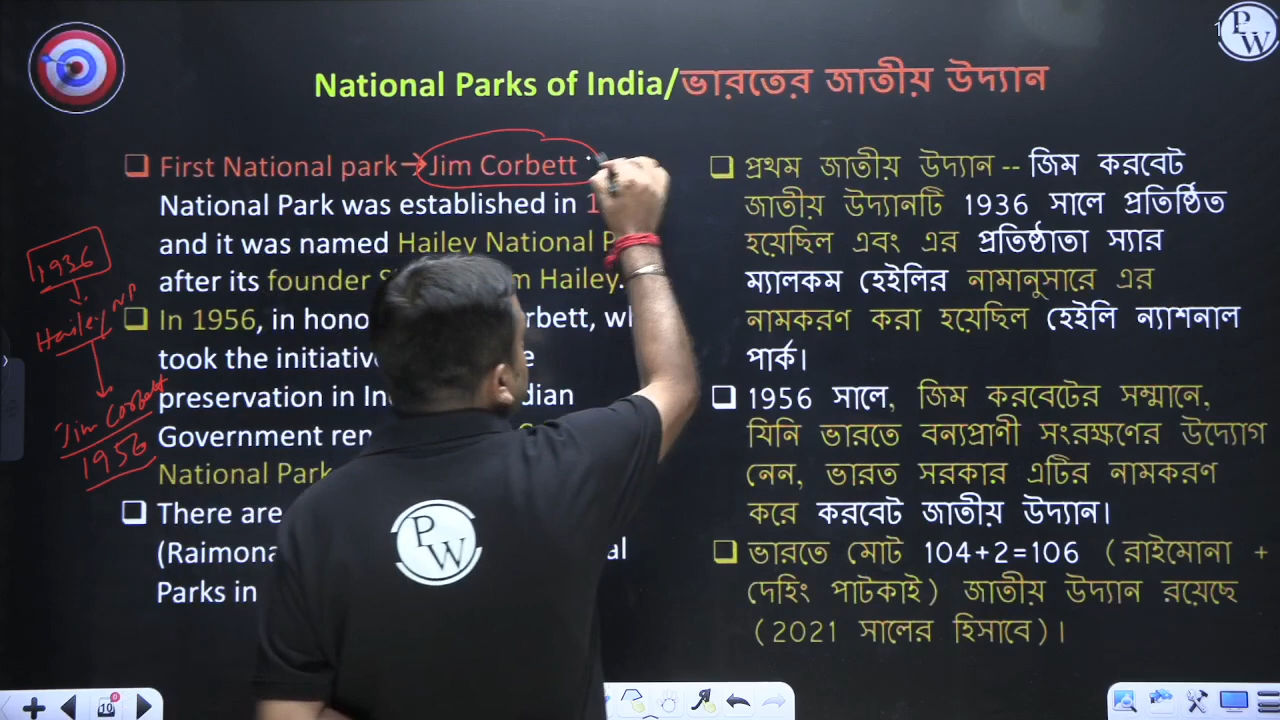 National Parks of India/ভারতের জাতীয় উদ্যান
First National park → Jim Corbett
National Park was established in 1
and it was named Hailey National P
after its founder S m Hailey.
In 1956, in hono rbett, wh
took the initiative e
preservation in In dian
Government ren
National Park
There are
(Raimona al
Parks in
1936
Hailey NP
Jim Corbett
1956
প্রথম জাতীয় উদ্যান -- জিম করবেট
জাতীয় উদ্যানটি 1936 সালে প্রতিষ্ঠিত
হয়েছিল এবং এর প্রতিষ্ঠাতা স্যার
ম্যালকম হেইলির নামানুসারে এর
নামকরণ করা হয়েছিল হেইলি ন্যাশনাল
পার্ক।
1956 সালে, জিম করবেটের সম্মানে,
যিনি ভারতে বন্যপ্রাণী সংরক্ষণের উদ্যোগ
নেন, ভারত সরকার এটির নামকরণ
করে করবেট জাতীয় উদ্যান।
ভারতে মোট 104+2=106 (রাইমোনা +
দেহিং পাটকাই) জাতীয় উদ্যান রয়েছে
(2021 সালের হিসাবে)।
PW
PW
19